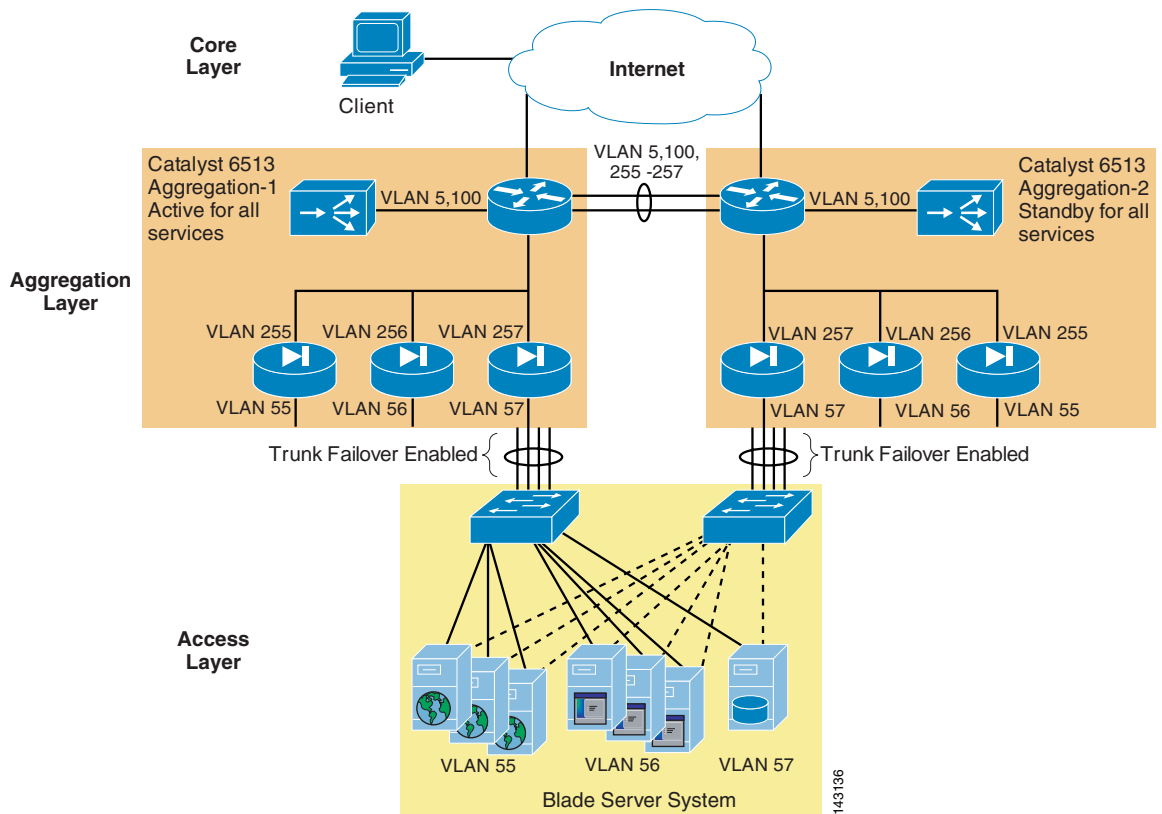 Core
Layer
Internet
Client
VLAN 5,100,
255 -257
Catalyst 6513
Aggregation-1
Active for all
services
VLAN 5,100
VLAN 5,100
Catalyst 6513
Aggregation-2
Standby for all
services
Aggregation
Layer
VLAN 255
VLAN 256
VLAN 257
VLAN 257
VLAN 256
VLAN 255
VLAN 55
VLAN 56
VLAN 57
VLAN 57
VLAN 56
VLAN 55
Trunk Failover Enabled
Trunk Failover Enabled
Access
Layer
VLAN 55
VLAN 56
VLAN 57
Blade Server System
143136